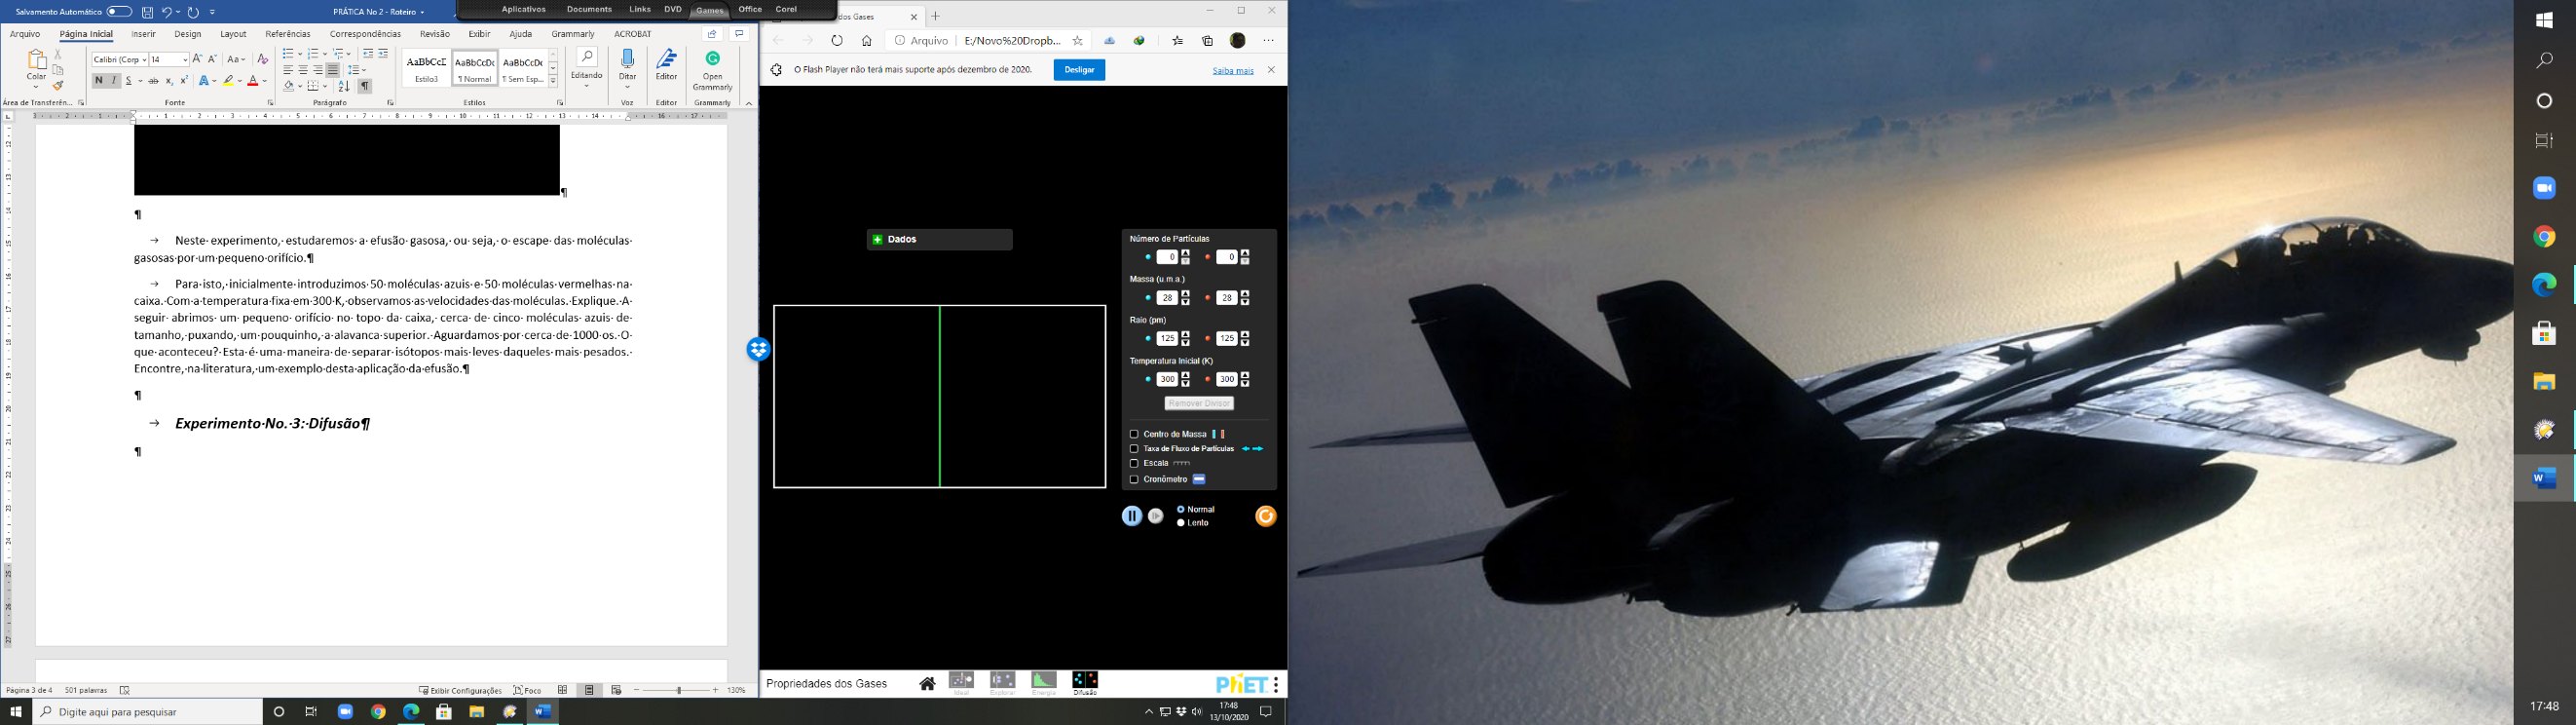 Salvamento Automático
PRÁTICA No 2 - Roteiro
Aplicativos Documents Links DVD Games Office Corel
Arquivo Página Inicial Inserir Design Layout Referências Correspondências Revisão Exibir Ajuda Grammarly ACROBAT
Colar
Calibri (Corp 14
N I S ab x₂ x² A A
AaBbCcE AaBbCcDc AaBbCcDc
Estilo3 ¶ Normal ¶ Sem Esp...
Editando Ditar Editor Open Grammarly
Área de Transferên... Fonte Parágrafo Estilos Voz Editor Grammarly
¶
¶
→ Neste· experimento,· estudaremos· a· efusão· gasosa,· ou· seja,· o· escape· das· moléculas·
gasosas·por·um·pequeno·orifício.¶
→ Para·isto,·inicialmente·introduzimos·50·moléculas·azuis·e·50·moléculas·vermelhas·na·
caixa.·Com·a·temperatura·fixa·em·300·K,·observamos·as·velocidades·das·moléculas.·Explique.·A·
seguir· abrimos· um· pequeno· orifício· no· topo· da· caixa,· cerca· de· cinco· moléculas· azuis· de·
tamanho,·puxando,·um·pouquinho,·a·alavanca·superior.·Aguardamos·por·cerca·de·1000·os.·O·
que·aconteceu?·Esta·é·uma·maneira·de·separar·isótopos·mais·leves·daqueles·mais·pesados.·
Encontre,·na·literatura,·um·exemplo·desta·aplicação·da·efusão.¶
¶
→ Experimento·No.·3:·Difusão¶
¶
Página 3 de 4 501 palavras
Exibir Configurações Foco 130%
dos Gases
Arquivo E:/Novo%20Dropb...
O Flash Player não terá mais suporte após dezembro de 2020.
Desligar
Saiba mais
Dados
Número de Partículas
0 0
Massa (u.m.a.)
28 28
Raio (pm)
125 125
Temperatura Inicial (K)
300 300
Remover Divisor
Centro de Massa
Taxa de Fluxo de Partículas
Escala
Cronômetro
Normal
Lento
Propriedades dos Gases
Ideal Explorar Energia Difusão
PhET
Digite aqui para pesquisar
17:48
13/10/2020
17:48